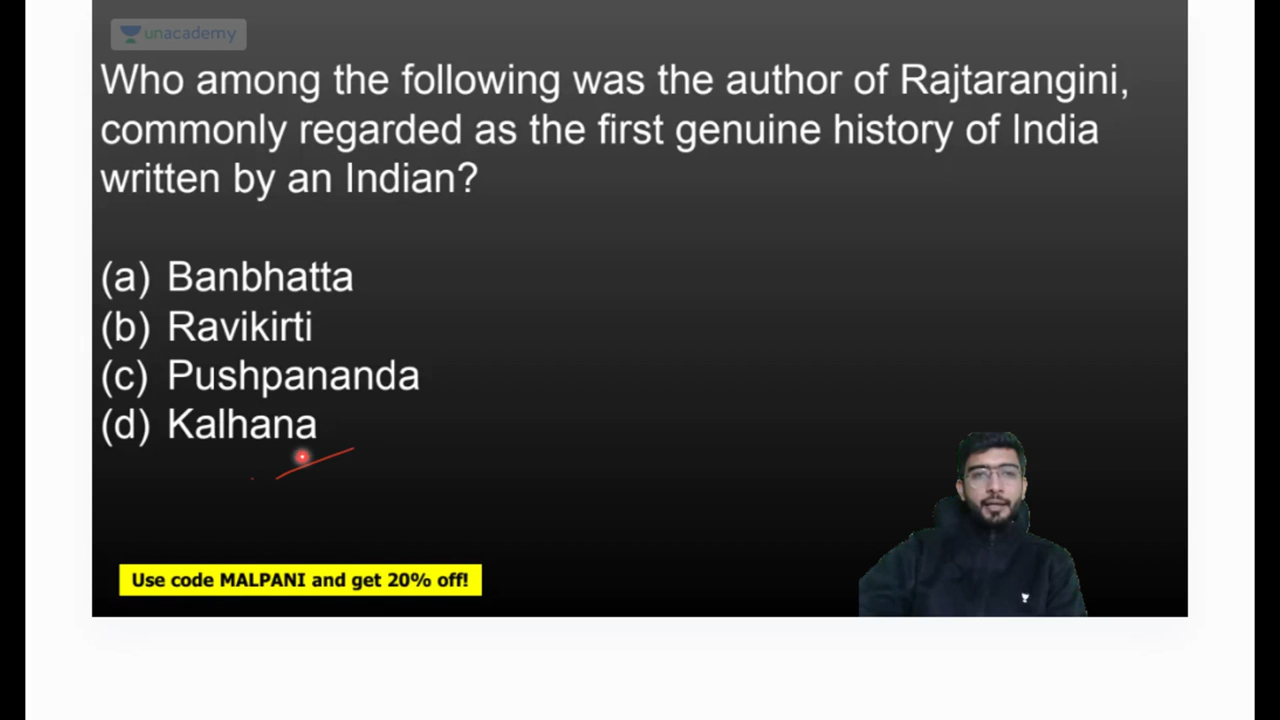 unacademy
Who among the following was the author of Rajtarangini,
commonly regarded as the first genuine history of India
written by an Indian?
(a) Banbhatta
(b) Ravikirti
(c) Pushpananda
(d) Kalhana
Use code MALPANI and get 20% off!